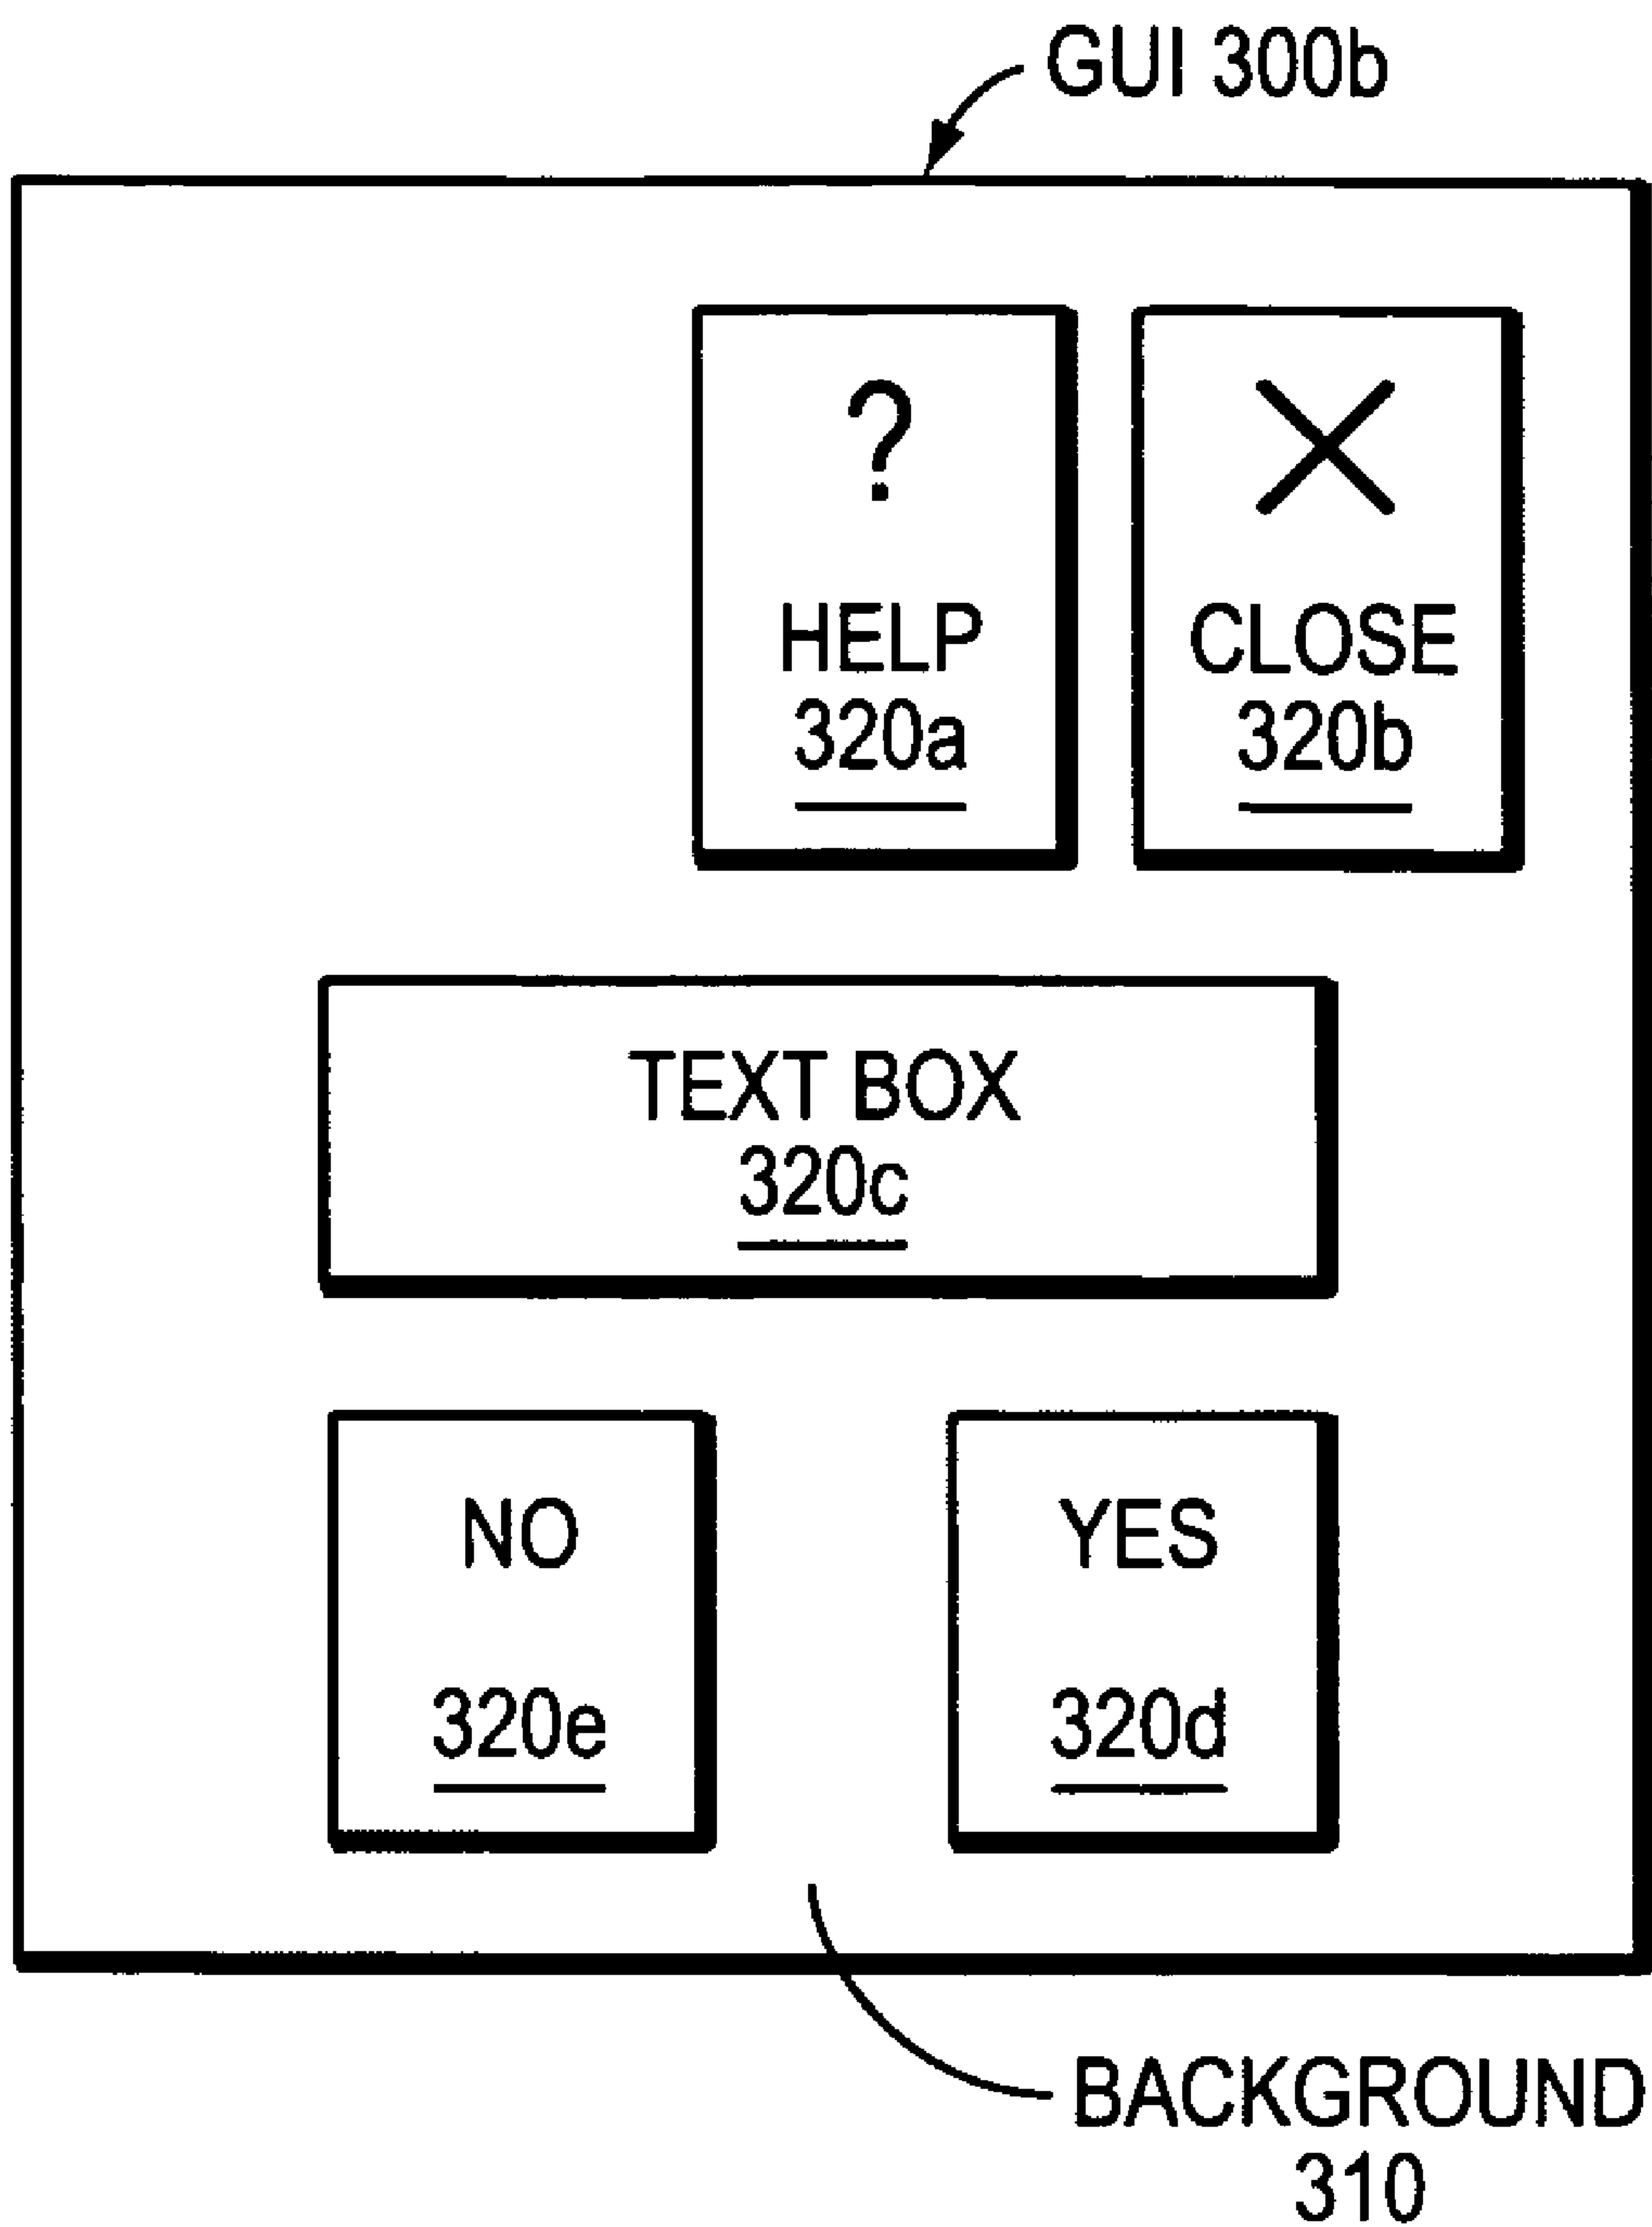 GUI 300b
?
HELP
320a
CLOSE
320b
TEXT BOX
320c
NO
320e
YES
320d
BACKGROUND
310